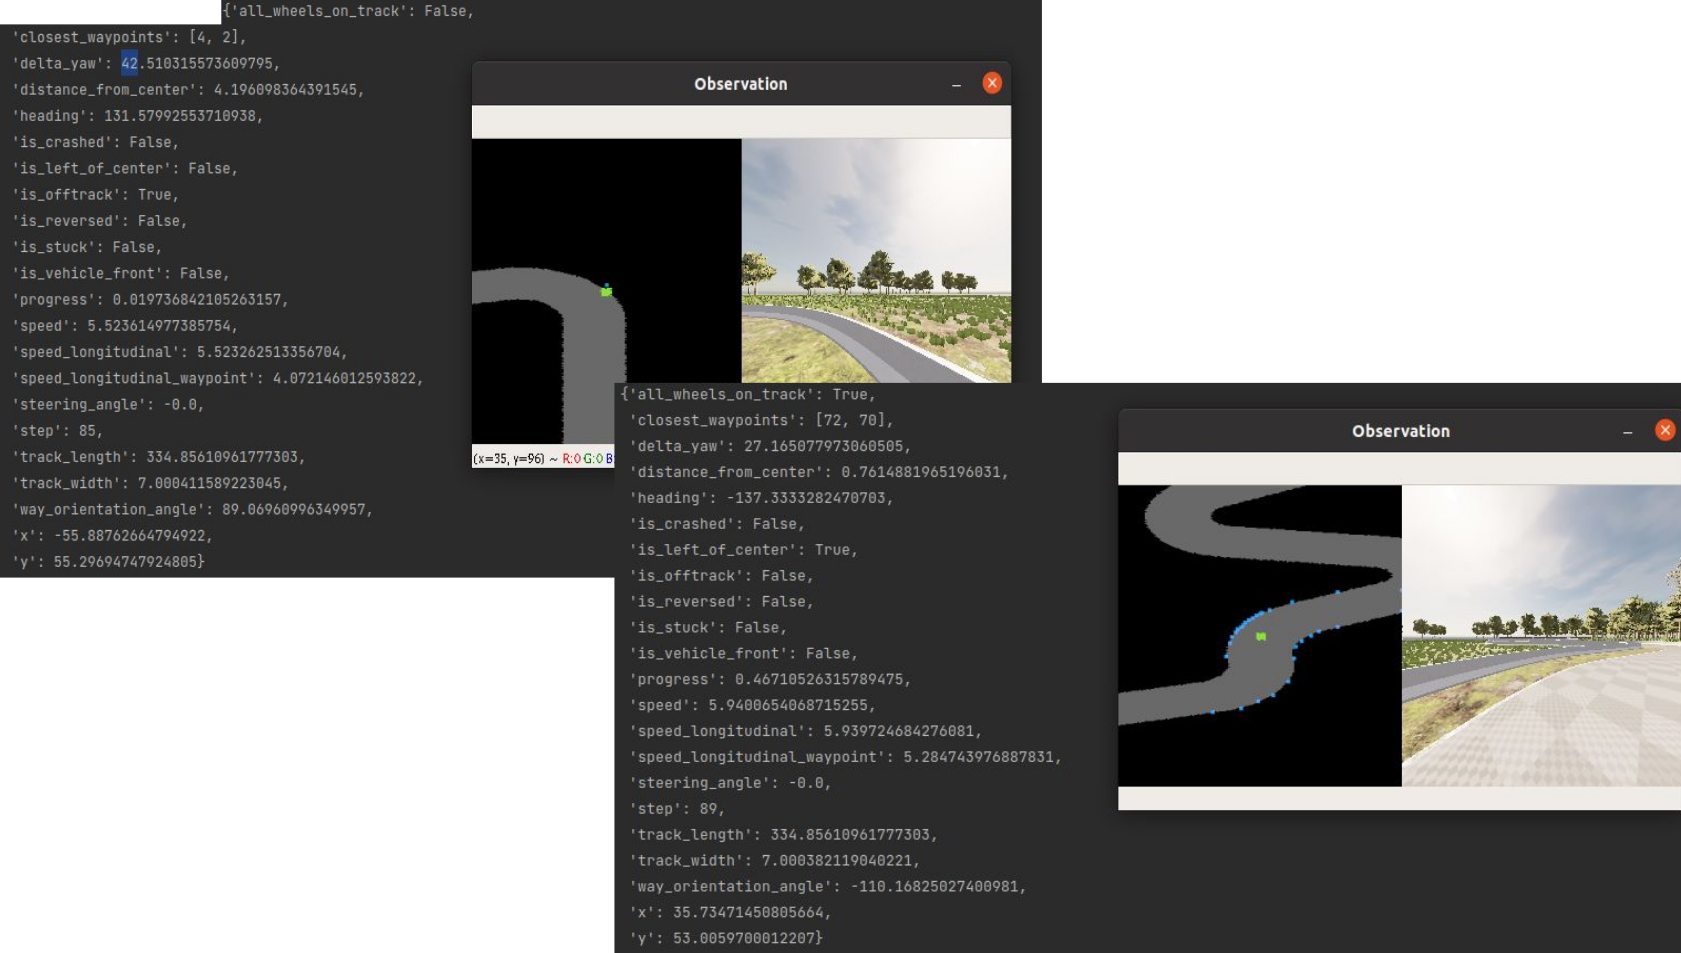 {'all_wheels_on_track': False,
'closest_waypoints': [4, 2],
'delta_yaw': 42.510315573609795,
'distance_from_center': 4.196098364391545,
'heading': 131.57992553710938,
'is_crashed': False,
'is_left_of_center': False,
'is_offtrack': True,
'is_reversed': False,
'is_stuck': False,
'is_vehicle_front': False,
'progress': 0.019736842105263157,
'speed': 5.523614977385754,
'speed_longitudinal': 5.523262513356704,
'speed_longitudinal_waypoint': 4.072146012593822,
'steering_angle': -0.0,
'step': 85,
'track_length': 334.85610961777303,
'track_width': 7.000411589223045,
'way_orientation_angle': 89.06960996349957,
'x': -55.88762664794922,
'y': 55.29694747924805}
Observation
(x=35, y=96) ~ R:0 G:0 B:
{'all_wheels_on_track': True,
'closest_waypoints': [72, 70],
'delta_yaw': 27.165077973060505,
'distance_from_center': 0.7614881965196031,
'heading': -137.3333282470703,
'is_crashed': False,
'is_left_of_center': True,
'is_offtrack': False,
'is_reversed': False,
'is_stuck': False,
'is_vehicle_front': False,
'progress': 0.46710526315789475,
'speed': 5.9400654068715255,
'speed_longitudinal': 5.939724684276081,
'speed_longitudinal_waypoint': 5.284743976887831,
'steering_angle': -0.0,
'step': 89,
'track_length': 334.85610961777303,
'track_width': 7.000382119040221,
'way_orientation_angle': -110.16825027400981,
'x': 35.73471450805664,
'y': 53.0059700012207}
Observation